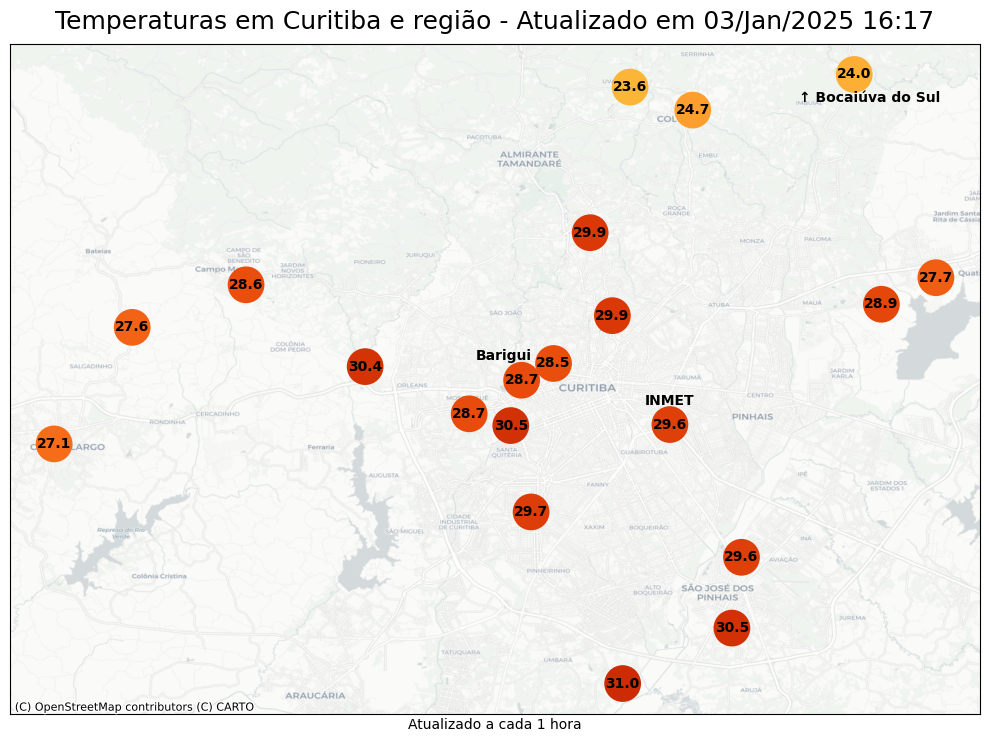 Temperaturas em Curitiba e região - Atualizado em 03/Jan/2025 16:17
SERRINHA
24.0
23.6
↑ Bocaiúva do Sul
24.7
PACOTUBA
EMBU
ALMIRANTE
TAMANDARÉ
ROÇA
GRANDE
Jardim Santa
Rita de Cássia
29.9
MONZA
PALOMA
Bateias
CAMPO DE
SÃO
BENEDITO
JURUQUI
PIONEIRO
JARDIM
NOVOS
HORIZONTES
27.7
28.6
28.9
ATUBA
MAUÁ
SÃO JOÃO
29.9
27.6
COLÔNIA
DOM PEDRO
Barigui
28.5
SALGADINHO
30.4
JARDIM
KARLA
TARUMÃ
28.7
ORLEANS
CURITIBA
CENTRO
INMET
28.7
CERCADINHO
PINHAIS
RONDINHA
30.5
29.6
27.1
LARGO
Ferraria
SANTA
QUITÉRIA
GUABIROTUBA
AUGUSTA
IPÊ
FANNY
JARDIM DOS
ESTADOS I
29.7
CIDADE
INDUSTRIAL
DE CURITIBA
XAXIM
BOQUEIRÃO
Represa do Rio
Verde
SÃO MIGUEL
INÁ
29.6
AVIAÇÃO
PINHEIRINHO
Colônia Cristina
ALTO
BOQUEIRÃO
SÃO JOSÉ DOS
PINHAIS
JUREMA
30.5
TATUQUARA
UMBARÁ
31.0
ARUJÁ
ARAUCÁRIA
(C) OpenStreetMap contributors (C) CARTO
Atualizado a cada 1 hora